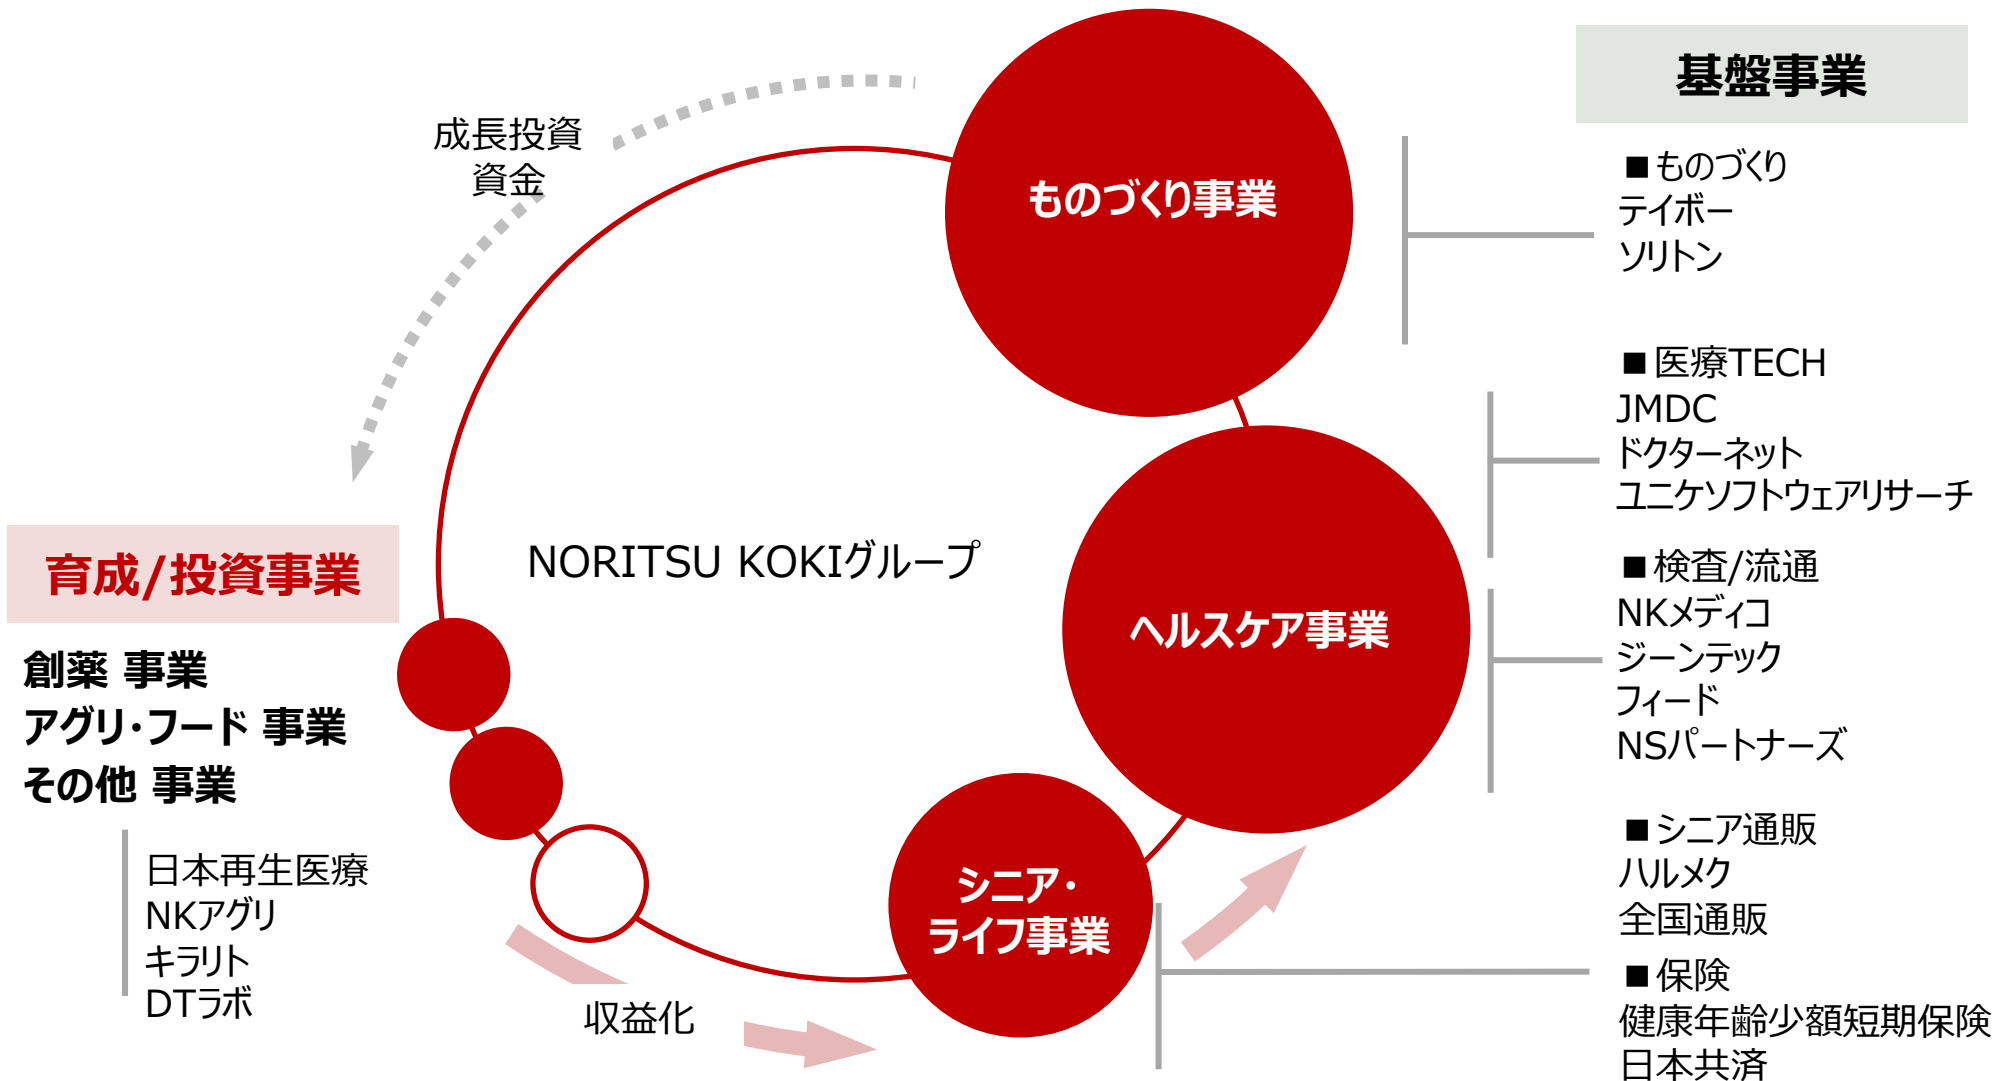 成長投資
資金
ものづくり事業
NORITSU KOKIグループ
ヘルスケア事業
シニア・
ライフ事業
収益化
育成/投資事業
創薬 事業
アグリ・フード 事業
その他 事業
日本再生医療
NKアグリ
キラリト
DTラボ
基盤事業
■ものづくり
テイボー
ソリトン
■医療TECH
JMDC
ドクターネット
ユニケソフトウェアリサーチ
■検査/流通
NKメディコ
ジーンテック
フィード
NSパートナーズ
■シニア通販
ハルメク
全国通販
■保険
健康年齢少額短期保険
日本共済